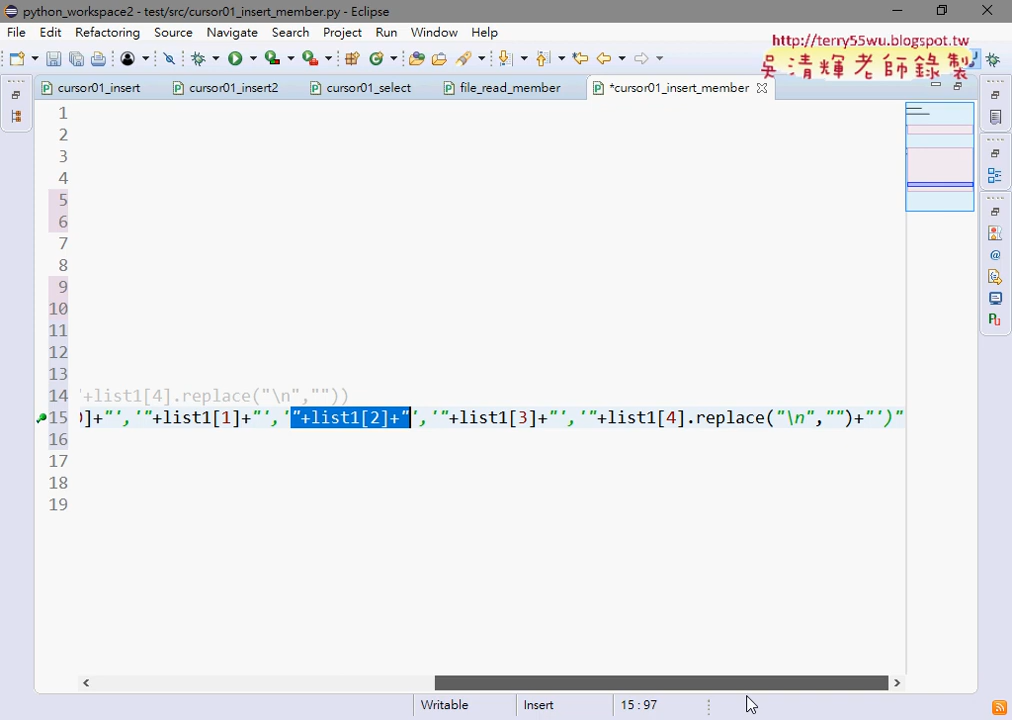 python_workspace2 - test/src/cursor01_insert_member.py - Eclipse
File Edit Refactoring Source Navigate Search Project Run Window Help
http://terry55wu.blogspot.tw
吳清輝老師錄製
cursor01_insert cursor01_insert2 cursor01_select file_read_member *cursor01_insert_member
1
2
3
4
5
6
7
8
9
10
11
12
13
14 '+list1[4].replace("\n",""))
15 )]+"','"+list1[1]+"','"+list1[2]+"','"+list1[3]+"','"+list1[4].replace("\n","")+"')"
16
17
18
19
Writable Insert 15 : 97